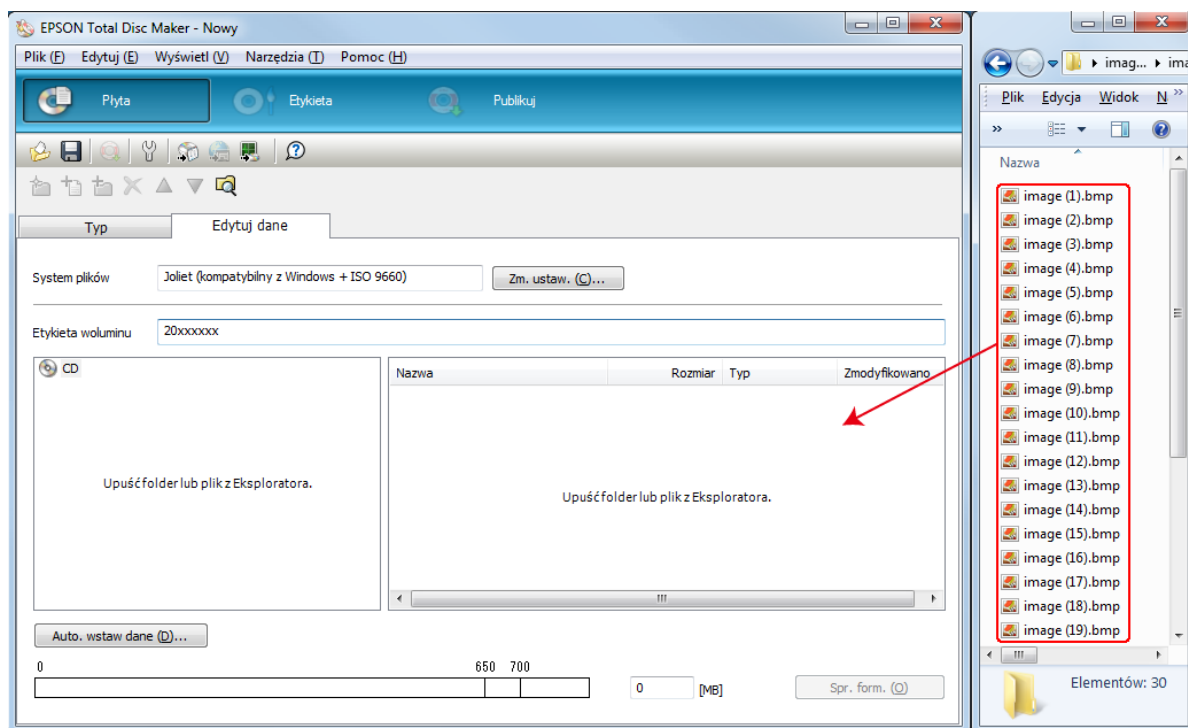 EPSON Total Disc Maker - Nowy
Plik (F) Edytuj (E) Wyświetl (V) Narzędzia (T) Pomoc (H)
Płyta Etykieta Publikuj
Typ Edytuj dane
System plików Joliet (kompatybilny z Windows + ISO 9660) Zm. ustaw. (C)...
Etykieta woluminu 20xxxxxx
CD
Nazwa Rozmiar Typ Zmodyfikowano
Upuść folder lub plik z Eksploratora.
Upuść folder lub plik z Eksploratora.
Auto. wstaw dane (D)...
0 650 700
0 [MB] Spr. form. (O)
imag... ima
Plik Edycja Widok N »
»
Nazwa
image (1).bmp
image (2).bmp
image (3).bmp
image (4).bmp
image (5).bmp
image (6).bmp
image (7).bmp
image (8).bmp
image (9).bmp
image (10).bmp
image (11).bmp
image (12).bmp
image (13).bmp
image (14).bmp
image (15).bmp
image (16).bmp
image (17).bmp
image (18).bmp
image (19).bmp
Elementów: 30